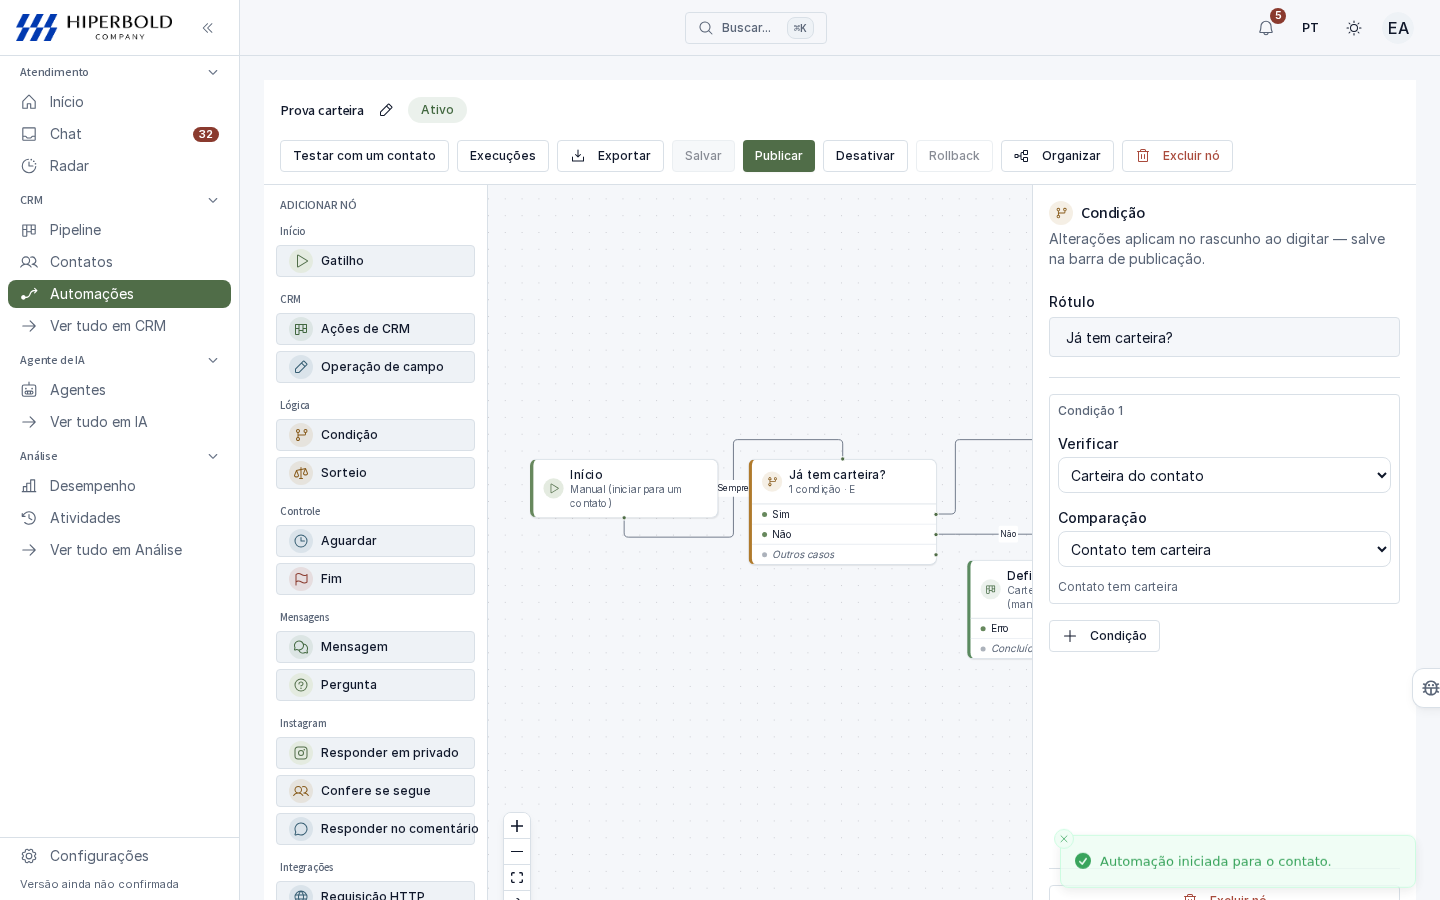 HIPERBOLD
COMPANY
Buscar...
⌘K
5
PT
EA
Atendimento
Início
Chat
32
Radar
CRM
Pipeline
Contatos
Automações
Ver tudo em CRM
Agente de IA
Agentes
Ver tudo em IA
Análise
Desempenho
Atividades
Ver tudo em Análise
Configurações
Versão ainda não confirmada
Prova carteira
Ativo
Testar com um contato
Execuções
Exportar
Salvar
Publicar
Desativar
Rollback
Organizar
Excluir nó
ADICIONAR NÓ
Início
Gatilho
CRM
Ações de CRM
Operação de campo
Lógica
Condição
Sorteio
Controle
Aguardar
Fim
Mensagens
Mensagem
Pergunta
Instagram
Responder em privado
Confere se segue
Responder no comentário
Integrações
Requisição HTTP
Início
Manual (iniciar para um
contato)
Sempre
Já tem carteira?
1 condição · E
Sim
Não
Outros casos
Não
Defi
Carte
(man
Erro
Concluíd
Condição
Alterações aplicam no rascunho ao digitar — salve
na barra de publicação.
Rótulo
Já tem carteira?
Condição 1
Verificar
Carteira do contato
Comparação
Contato tem carteira
Contato tem carteira
Condição
Automação iniciada para o contato.
Excluir nó